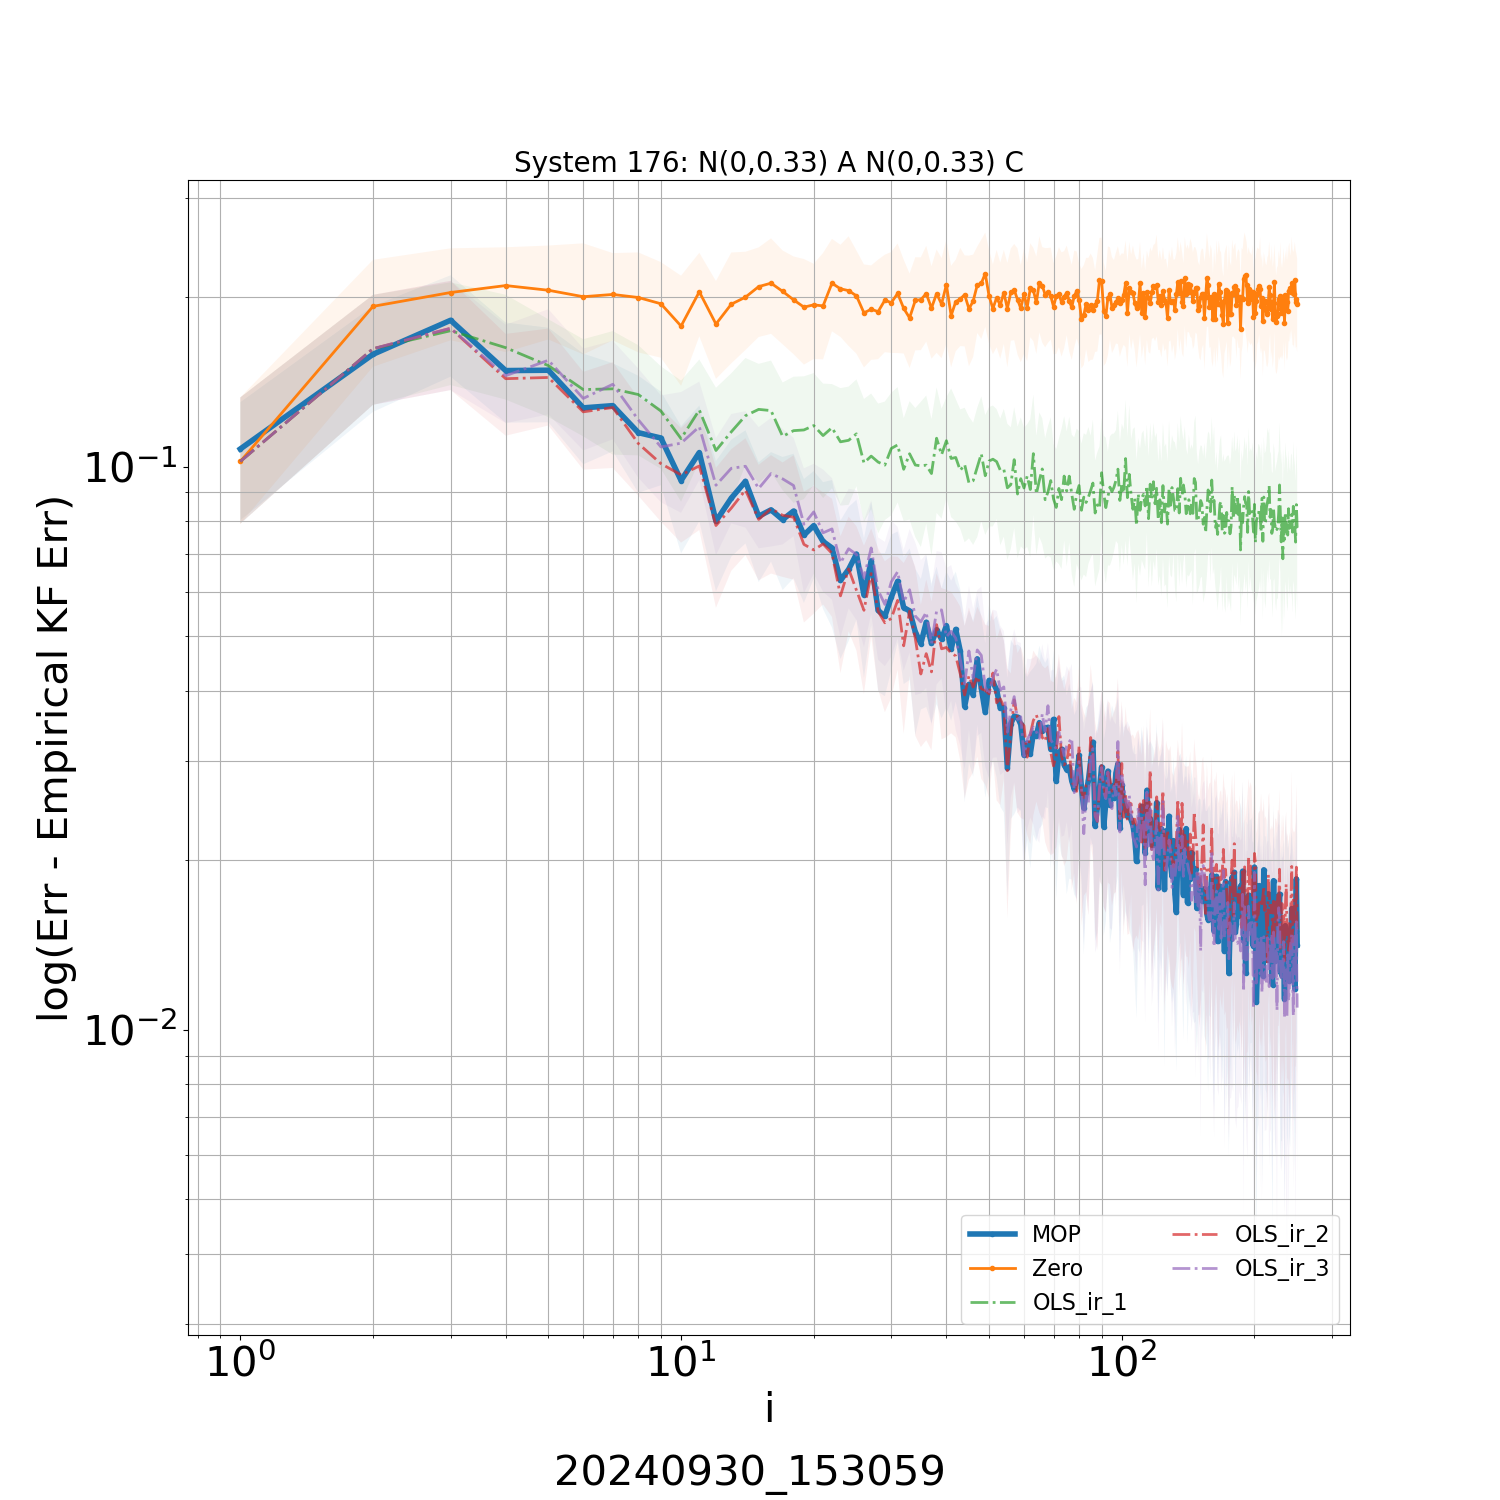 System 176: N(0,0.33) A N(0,0.33) C
log(Err - Empirical KF Err)
10⁻¹
10⁻²
10⁰
10¹
10²
i
MOP
Zero
OLS_ir_1
OLS_ir_2
OLS_ir_3
20240930_153059